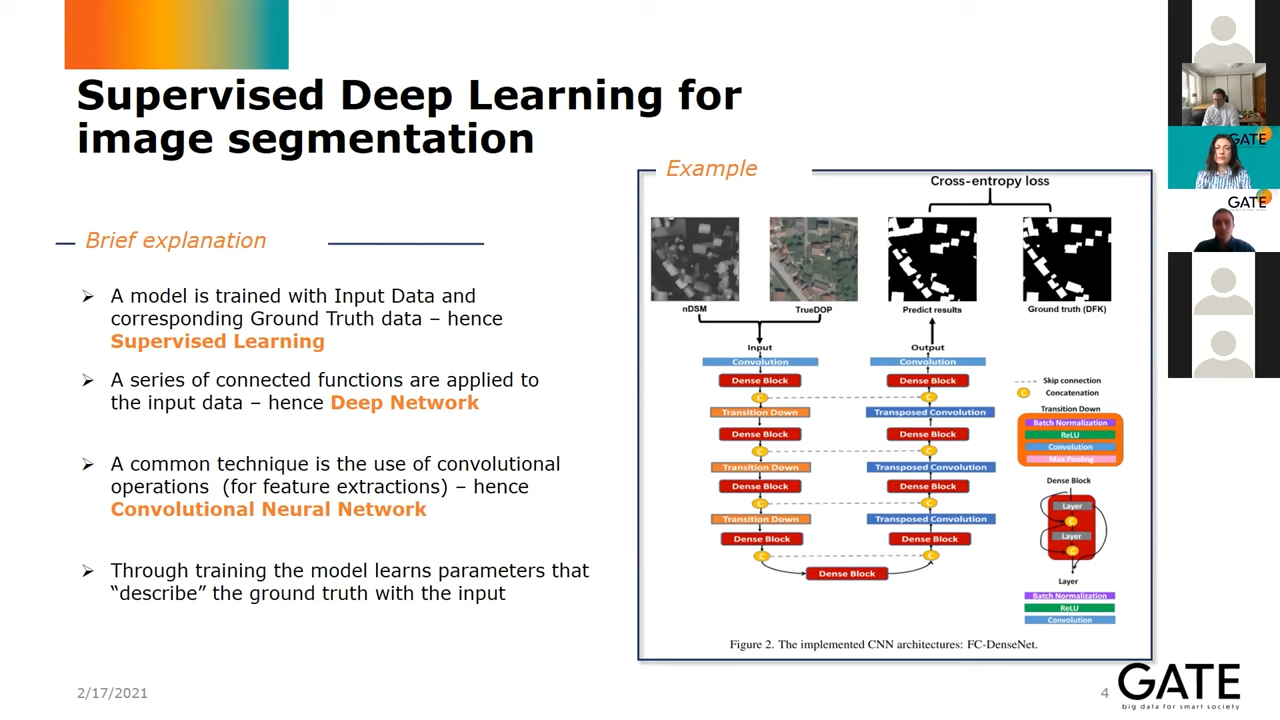 Supervised Deep Learning for
image segmentation
Brief explanation
➢ A model is trained with Input Data and
corresponding Ground Truth data – hence
Supervised Learning
➢ A series of connected functions are applied to
the input data – hence Deep Network
➢ A common technique is the use of convolutional
operations (for feature extractions) – hence
Convolutional Neural Network
➢ Through training the model learns parameters that
“describe” the ground truth with the input
Example
Cross-entropy loss
nDSM
TrueDOP
Predict results
Ground truth (DFK)
Input
Output
Convolution
Convolution
Dense Block
Dense Block
C
C
Transition Down
Transposed Convolution
Dense Block
Dense Block
C
C
Transition Down
Transposed Convolution
Dense Block
Dense Block
C
C
Transition Down
Transposed Convolution
Dense Block
Dense Block
C
C
Dense Block
Skip connection
C
Concatenation
Transition Down
Batch Normalization
ReLU
Convolution
Max Pooling
Dense Block
Layer
C
Layer
C
Layer
Batch Normalization
ReLU
Convolution
Figure 2. The implemented CNN architectures: FC-DenseNet.
2/17/2021
4
GATE
big data for smart society
GATE
GATE